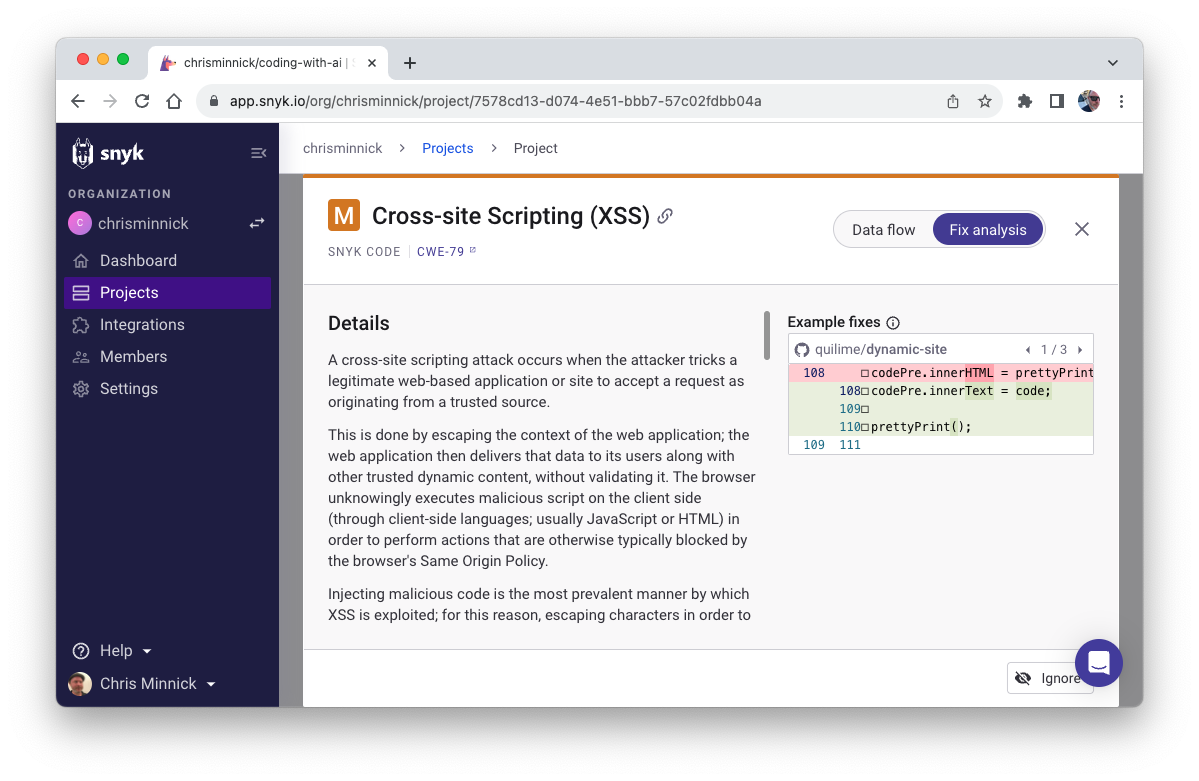 chrisminnick/coding-with-ai |
app.snyk.io/org/chrisminnick/project/7578cd13-d074-4e51-bbb7-57c02fdbb04a
snyk
ORGANIZATION
C chrisminnick
Dashboard
Projects
Integrations
Members
Settings
Help
Chris Minnick
chrisminnick > Projects > Project
M Cross-site Scripting (XSS)
SNYK CODE | CWE-79
Data flow Fix analysis
Details
A cross-site scripting attack occurs when the attacker tricks a
legitimate web-based application or site to accept a request as
originating from a trusted source.
This is done by escaping the context of the web application; the
web application then delivers that data to its users along with
other trusted dynamic content, without validating it. The browser
unknowingly executes malicious script on the client side
(through client-side languages; usually JavaScript or HTML) in
order to perform actions that are otherwise typically blocked by
the browser's Same Origin Policy.
Injecting malicious code is the most prevalent manner by which
XSS is exploited; for this reason, escaping characters in order to
Example fixes
quilime/dynamic-site 1 / 3
108 codePre.innerHTML = prettyPrint
108 codePre.innerText = code;
109
110 prettyPrint();
109 111
Ignore